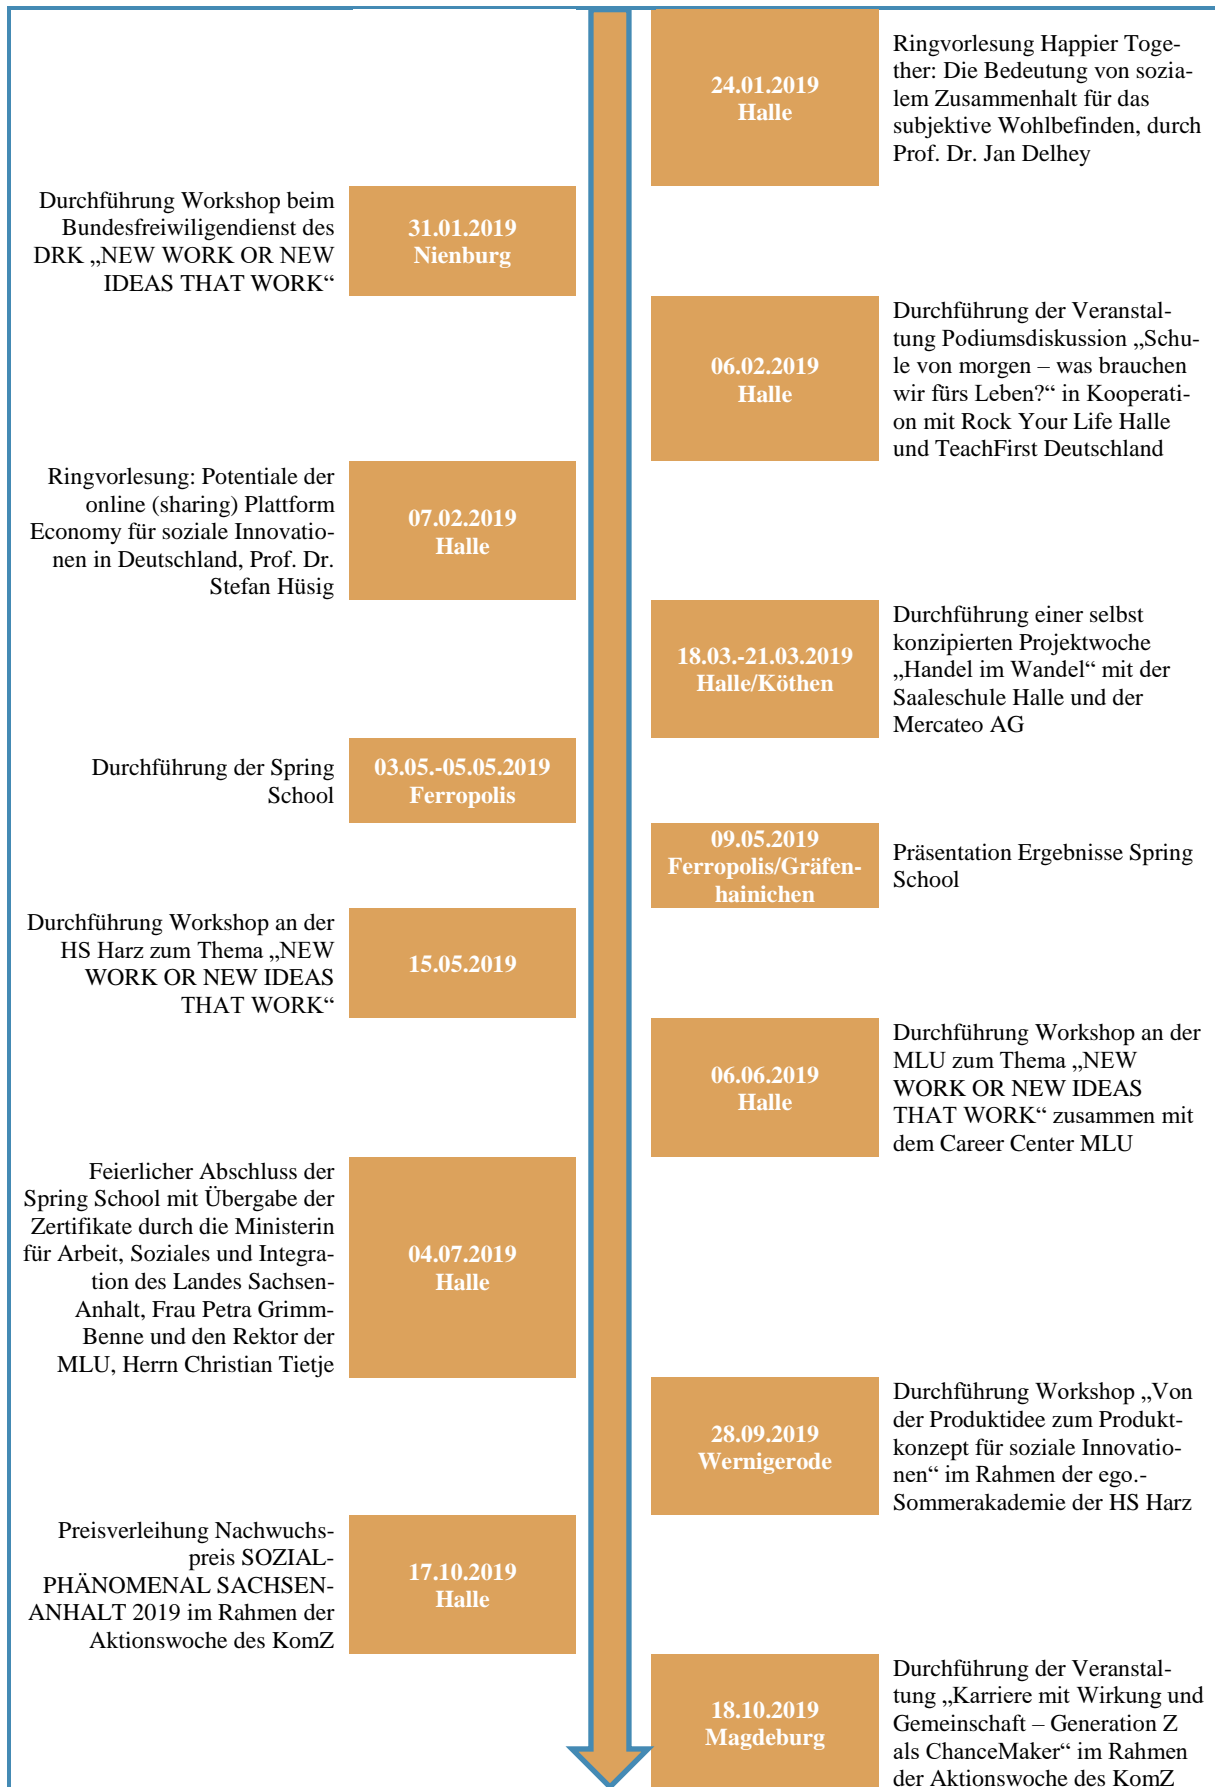 24.01.2019
Halle
Ringvorlesung Happier Toge-
ther: Die Bedeutung von sozia-
lem Zusammenhalt für das
subjektive Wohlbefinden, durch
Prof. Dr. Jan Delhey
Durchführung Workshop beim
Bundesfreiwiligendienst des
DRK „NEW WORK OR NEW
IDEAS THAT WORK“
31.01.2019
Nienburg
06.02.2019
Halle
Durchführung der Veranstal-
tung Podiumsdiskussion „Schu-
le von morgen – was brauchen
wir fürs Leben?“ in Kooperati-
on mit Rock Your Life Halle
und TeachFirst Deutschland
Ringvorlesung: Potentiale der
online (sharing) Plattform
Economy für soziale Innovatio-
nen in Deutschland, Prof. Dr.
Stefan Hüsig
07.02.2019
Halle
18.03.-21.03.2019
Halle/Köthen
Durchführung einer selbst
konzipierten Projektwoche
„Handel im Wandel“ mit der
Saaleschule Halle und der
Mercateo AG
Durchführung der Spring
School
03.05.-05.05.2019
Ferropolis
09.05.2019
Ferropolis/Gräfen-
hainichen
Präsentation Ergebnisse Spring
School
Durchführung Workshop an der
HS Harz zum Thema „NEW
WORK OR NEW IDEAS
THAT WORK“
15.05.2019
06.06.2019
Halle
Durchführung Workshop an der
MLU zum Thema „NEW
WORK OR NEW IDEAS
THAT WORK“ zusammen mit
dem Career Center MLU
Feierlicher Abschluss der
Spring School mit Übergabe der
Zertifikate durch die Ministerin
für Arbeit, Soziales und Integra-
tion des Landes Sachsen-
Anhalt, Frau Petra Grimm-
Benne und den Rektor der
MLU, Herrn Christian Tietje
04.07.2019
Halle
28.09.2019
Wernigerode
Durchführung Workshop „Von
der Produktidee zum Produkt-
konzept für soziale Innovatio-
nen“ im Rahmen der ego.-
Sommerakademie der HS Harz
Preisverleihung Nachwuchs-
preis SOZIAL-
PHÄNOMENAL SACHSEN-
ANHALT 2019 im Rahmen der
Aktionswoche des KomZ
17.10.2019
Halle
18.10.2019
Magdeburg
Durchführung der Veranstal-
tung „Karriere mit Wirkung und
Gemeinschaft – Generation Z
als ChanceMaker“ im Rahmen
der Aktionswoche des KomZ